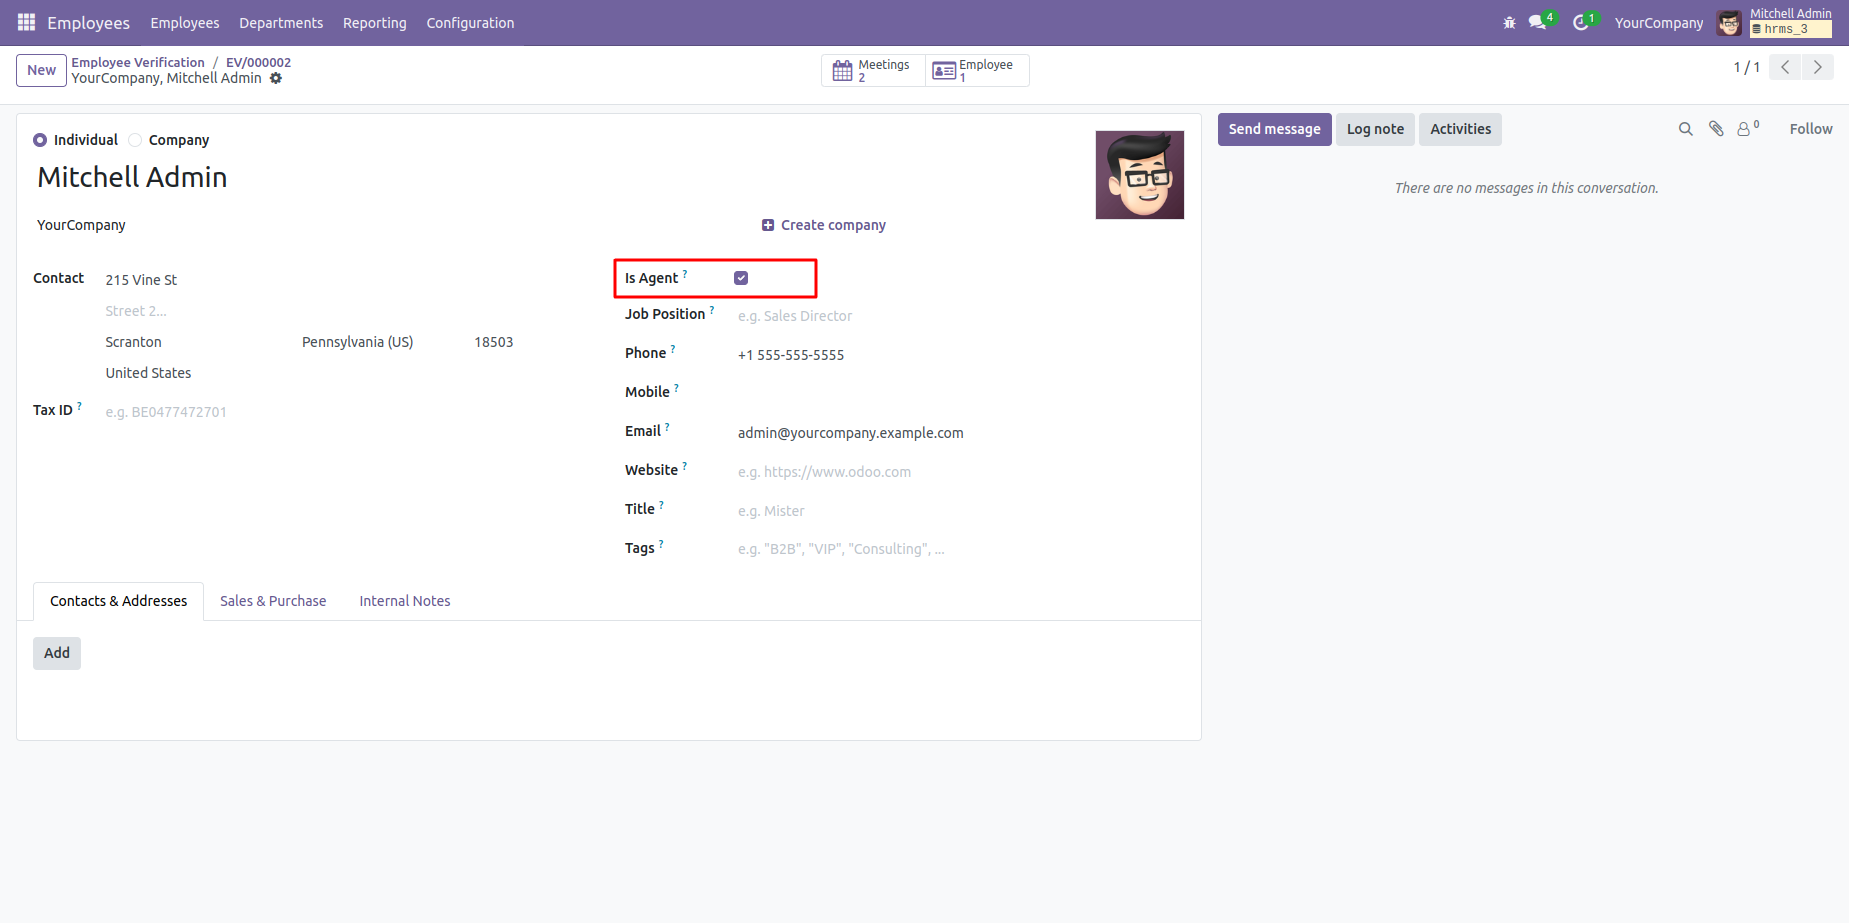 Employees Employees Departments Reporting Configuration 4 1 YourCompany Mitchell Admin
hrms_3
New Employee Verification / EV/000002 Meetings 2 Employee 1 1 / 1
YourCompany, Mitchell Admin
Individual Company Send message Log note Activities 0 Follow
Mitchell Admin
There are no messages in this conversation.
YourCompany Create company
Contact 215 Vine St
Street 2...
Scranton Pennsylvania (US) 18503
United States
Tax ID ? e.g. BE0477472701
Is Agent ?
Job Position ? e.g. Sales Director
Phone ? +1 555-555-5555
Mobile ?
Email ? admin@yourcompany.example.com
Website ? e.g. https://www.odoo.com
Title ? e.g. Mister
Tags ? e.g. "B2B", "VIP", "Consulting", ...
Contacts & Addresses Sales & Purchase Internal Notes
Add